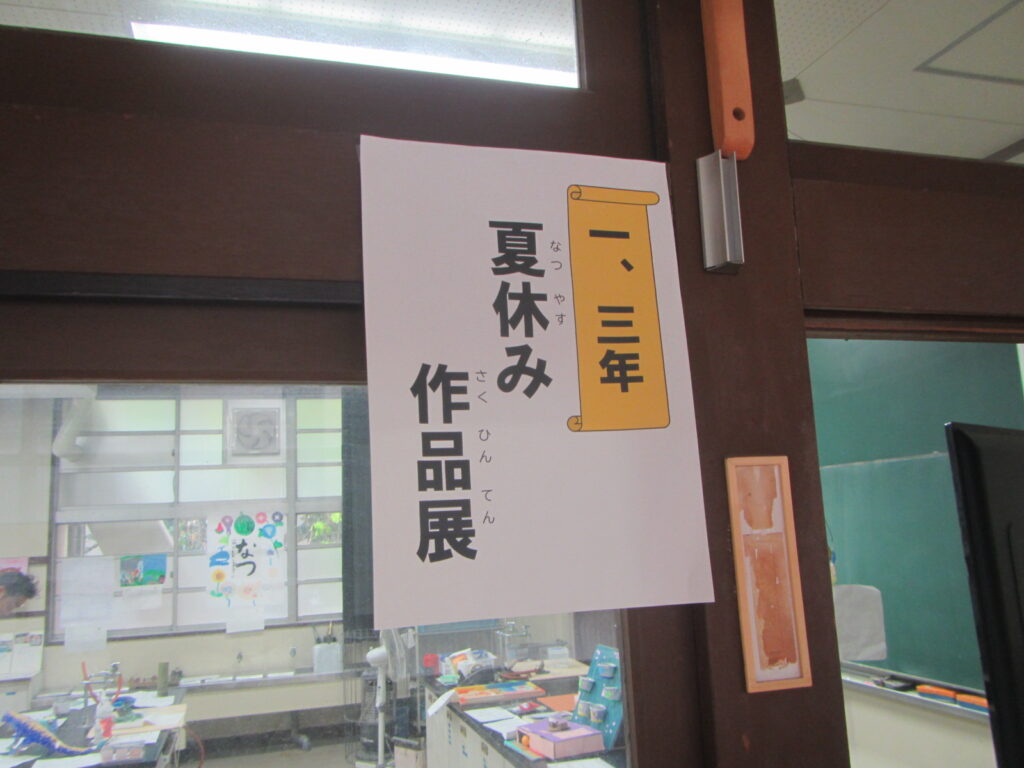 一、三年
夏休み
なつ やす
作品展
さく ひん てん
なつ